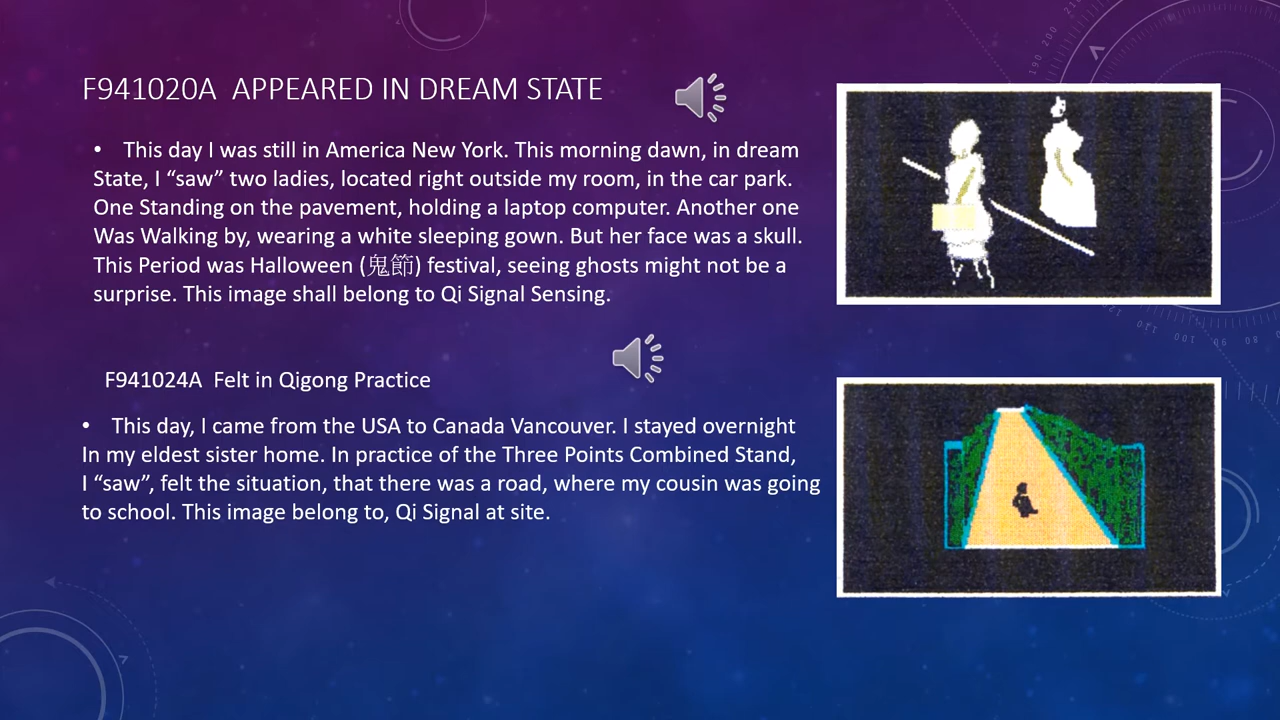 F941020A APPEARED IN DREAM STATE
• This day I was still in America New York. This morning dawn, in dream
State, I “saw” two ladies, located right outside my room, in the car park.
One Standing on the pavement, holding a laptop computer. Another one
Was Walking by, wearing a white sleeping gown. But her face was a skull.
This Period was Halloween (鬼節) festival, seeing ghosts might not be a
surprise. This image shall belong to Qi Signal Sensing.
F941024A Felt in Qigong Practice
• This day, I came from the USA to Canada Vancouver. I stayed overnight
In my eldest sister home. In practice of the Three Points Combined Stand,
I “saw”, felt the situation, that there was a road, where my cousin was going
to school. This image belong to, Qi Signal at site.